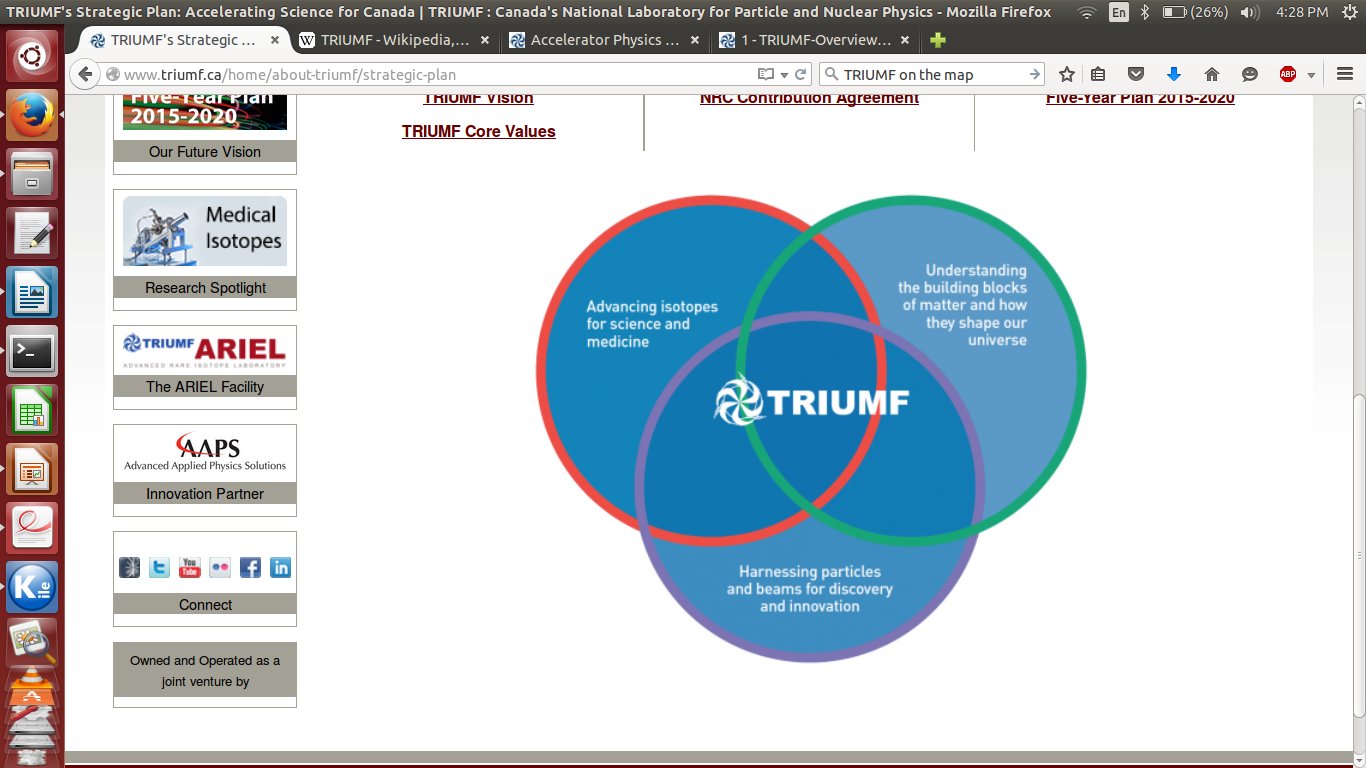 TRIUMF's Strategic Plan: Accelerating Science for Canada | TRIUMF : Canada's National Laboratory for Particle and Nuclear Physics - Mozilla Firefox
En
(26%)
4:28 PM
TRIUMF's Strategic ...
TRIUMF - Wikipedia,...
Accelerator Physics ...
1 - TRIUMF-Overview...
www.triumf.ca/home/about-triumf/strategic-plan
TRIUMF on the map
ABP
Five-Year Plan
2015-2020
Our Future Vision
Medical
Isotopes
Research Spotlight
TRIUMF ARIEL
ADVANCED RARE ISOTOPE LABORATORY
The ARIEL Facility
AAPS
Advanced Applied Physics Solutions
Innovation Partner
You
Tube
Connect
Owned and Operated as a
joint venture by
TRIUMF Vision
NRC Contribution Agreement
Five-Year Plan 2015-2020
TRIUMF Core Values
Advancing isotopes
for science and
medicine
Understanding
the building blocks
of matter and how
they shape our
universe
TRIUMF
Harnessing particles
and beams for discovery
and innovation